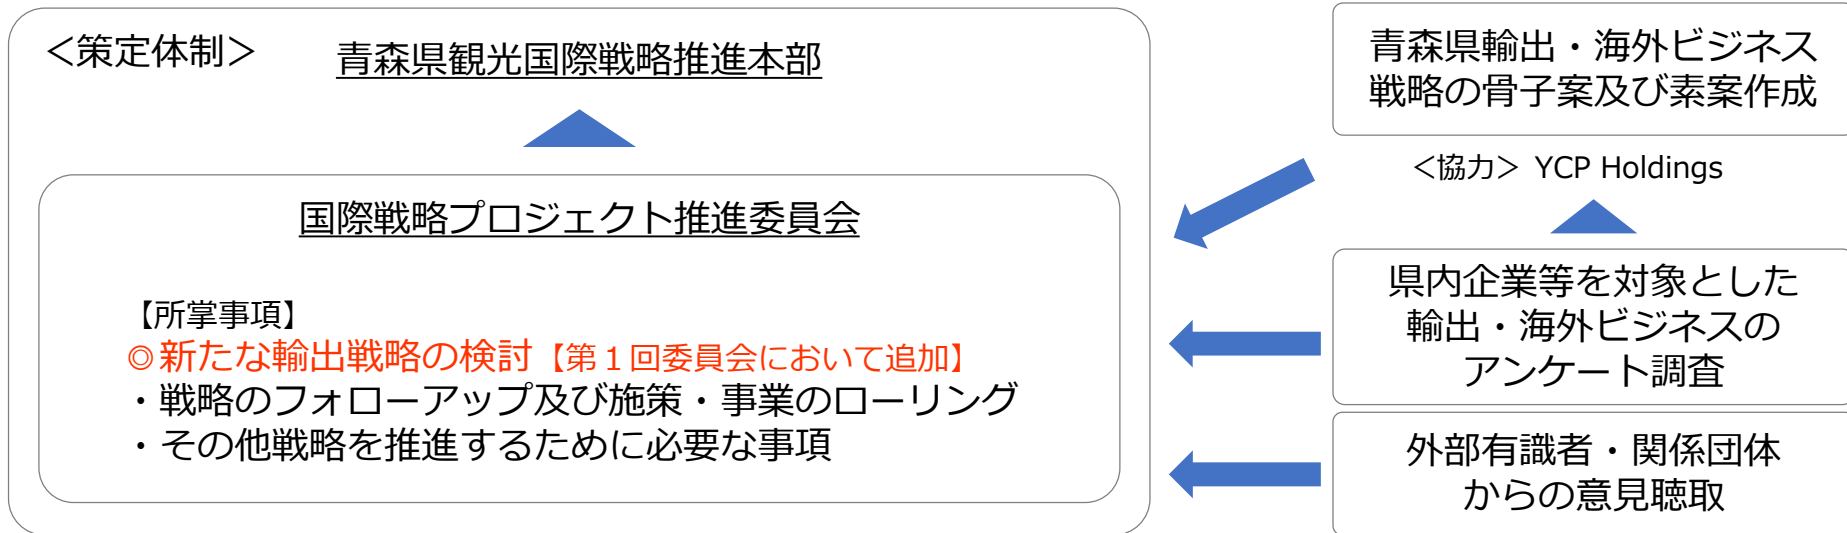 ＜策定体制＞
青森県観光国際戦略推進本部
国際戦略プロジェクト推進委員会
【所掌事項】
◎新たな輸出戦略の検討【第１回委員会において追加】
・戦略のフォローアップ及び施策・事業のローリング
・その他戦略を推進するために必要な事項
青森県輸出・海外ビジネス
戦略の骨子案及び素案作成
＜協力＞ YCP Holdings
県内企業等を対象とした
輸出・海外ビジネスの
アンケート調査
外部有識者・関係団体
からの意見聴取